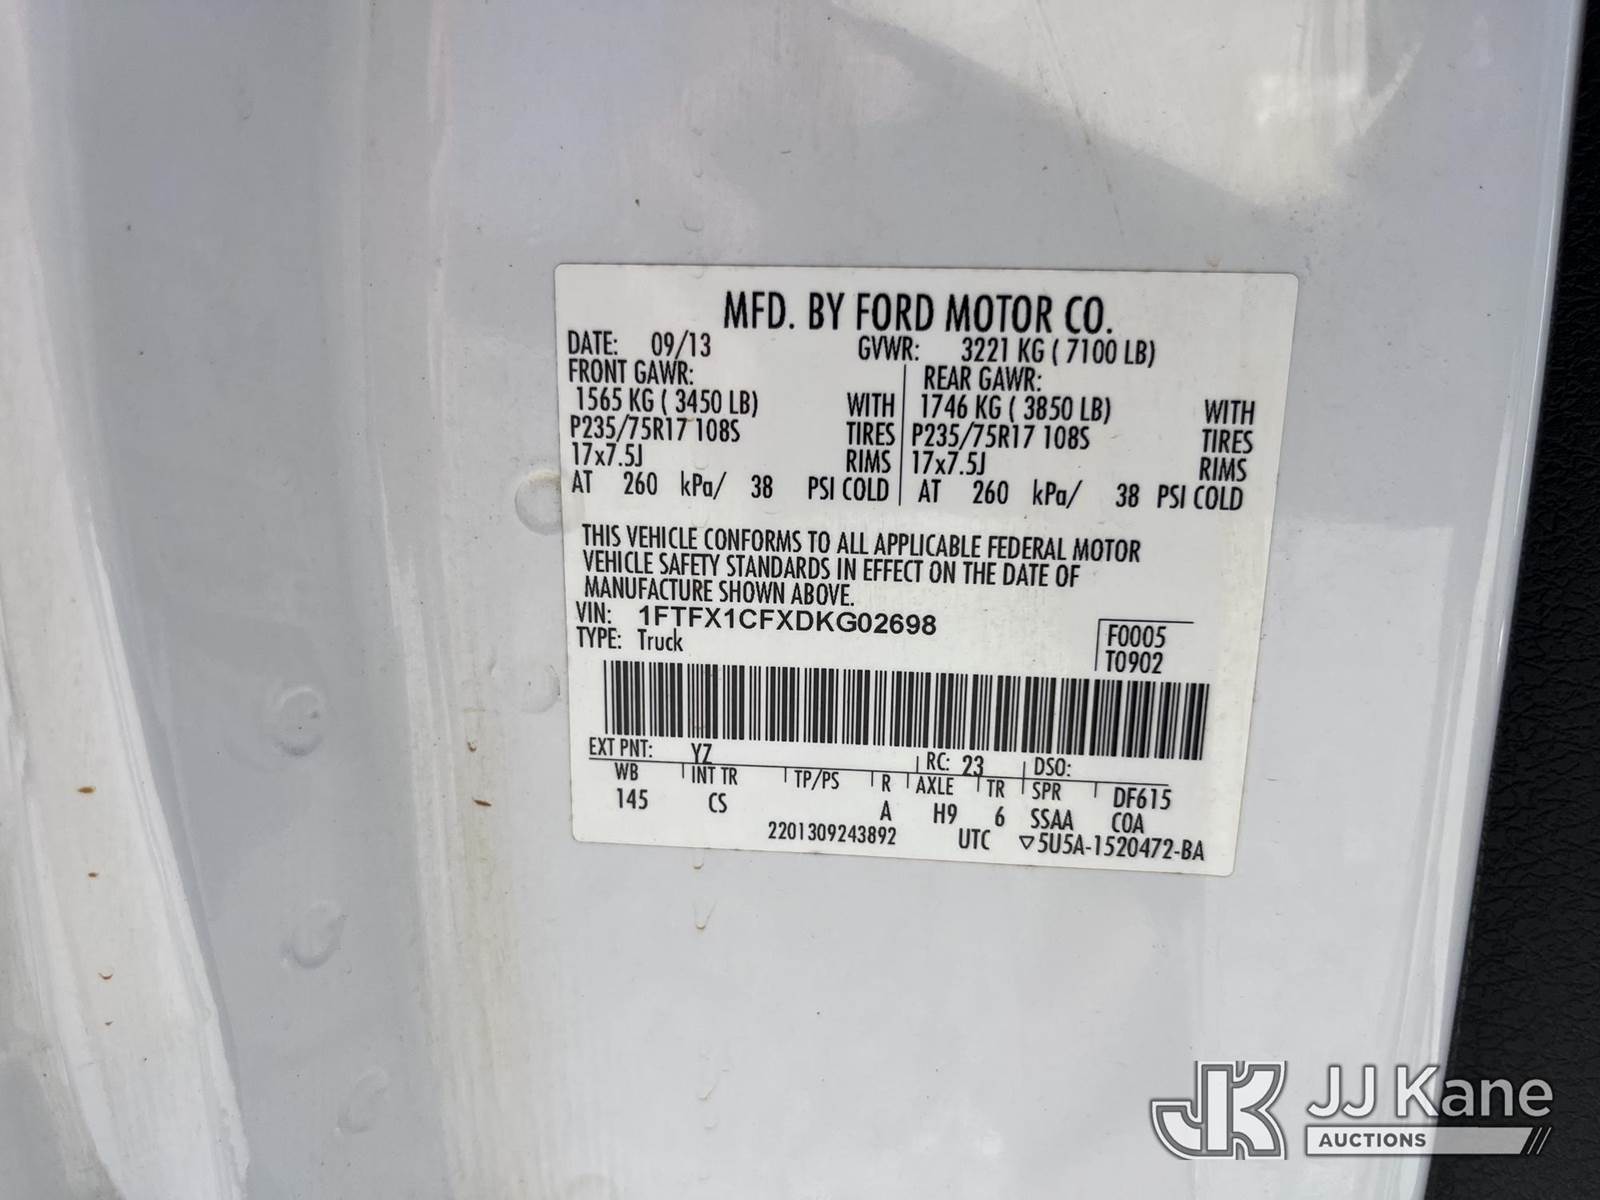 MFD. BY FORD MOTOR CO.
DATE: 09/13 GVWR: 3221 KG ( 7100 LB)
FRONT GAWR: REAR GAWR:
1565 KG ( 3450 LB) WITH 1746 KG ( 3850 LB) WITH
P235/75R17 108S TIRES P235/75R17 108S TIRES
17x7.5J RIMS 17x7.5J RIMS
AT 260 kPa/ 38 PSI COLD AT 260 kPa/ 38 PSI COLD
THIS VEHICLE CONFORMS TO ALL APPLICABLE FEDERAL MOTOR
VEHICLE SAFETY STANDARDS IN EFFECT ON THE DATE OF
MANUFACTURE SHOWN ABOVE.
VIN: 1FTFX1CFXDKG02698
TYPE: Truck
F0005
T0902
EXT PNT: YZ RC: 23 DSO:
WB INT TR TP/PS R AXLE TR SPR DF615
145 CS A H9 6 SSAA COA
2201309243892 UTC ▽5U5A-1520472-BA
JK JJ Kane
AUCTIONS